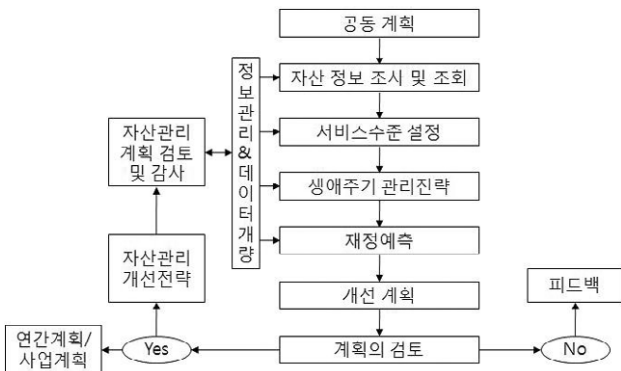 공동 계획
자산 정보 조사 및 조회
서비스수준 설정
생애주기 관리전략
재정예측
개선 계획
계획의 검토
정
보
관
리
&
데
이
터
개
량
자산관리
계획 검토
및 감사
자산관리
개선전략
연간계획/
사업계획
Yes
No
피드백